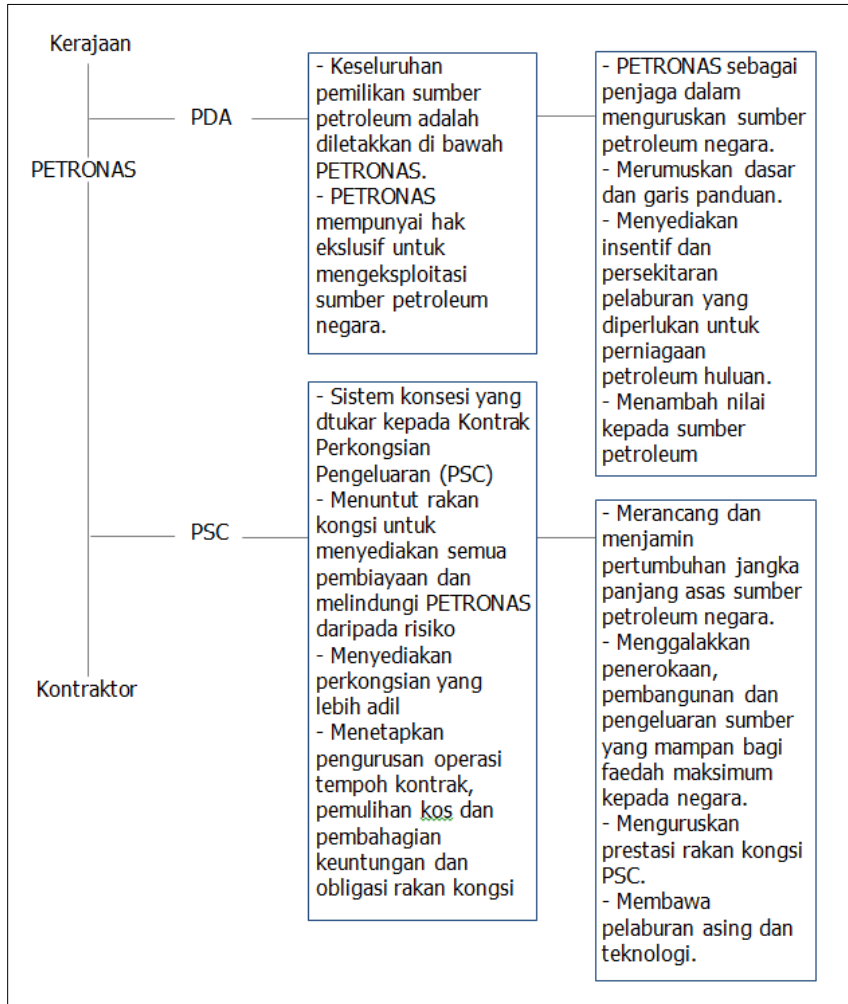 Kerajaan
PDA
PETRONAS
- Keseluruhan
pemilikan sumber
petroleum adalah
diletakkan di bawah
PETRONAS.
- PETRONAS
mempunyai hak
ekslusif untuk
mengeksploitasi
sumber petroleum
negara.
- PETRONAS sebagai
penjaga dalam
menguruskan sumber
petroleum negara.
- Merumuskan dasar
dan garis panduan.
- Menyediakan
insentif dan
persekitaran
pelaburan yang
diperlukan untuk
perniagaan
petroleum huluan.
- Menambah nilai
kepada sumber
petroleum
PSC
Kontraktor
- Sistem konsesi yang
dtukar kepada Kontrak
Perkongsian
Pengeluaran (PSC)
- Menuntut rakan
kongsi untuk
menyediakan semua
pembiayaan dan
melindungi PETRONAS
daripada risiko
- Menyediakan
perkongsian yang
lebih adil
- Menetapkan
pengurusan operasi
tempoh kontrak,
pemulihan kos dan
pembahagian
keuntungan dan
obligasi rakan kongsi
- Merancang dan
menjamin
pertumbuhan jangka
panjang asas sumber
petroleum negara.
- Menggalakkan
penerokaan,
pembangunan dan
pengeluaran sumber
yang mampan bagi
faedah maksimum
kepada negara.
- Menguruskan
prestasi rakan kongsi
PSC.
- Membawa
pelaburan asing dan
teknologi.